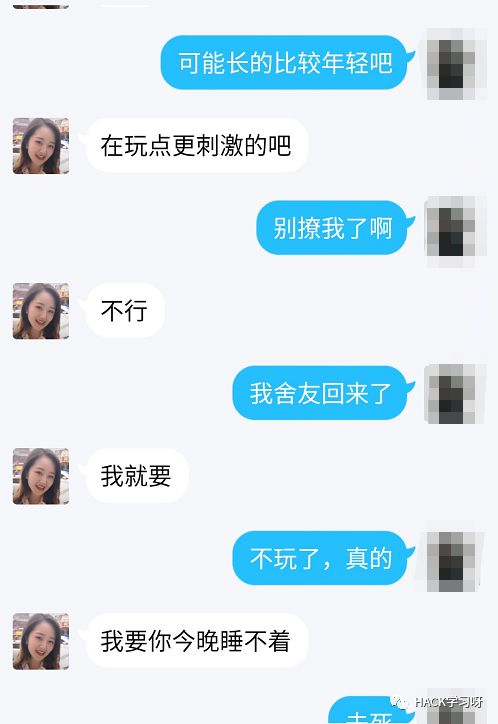 可能长的比较年轻吧
在玩点更刺激的吧
别撩我了啊
不行
我舍友回来了
我就要
不玩了，真的
我要你今晚睡不着
去死
HACK学习呀